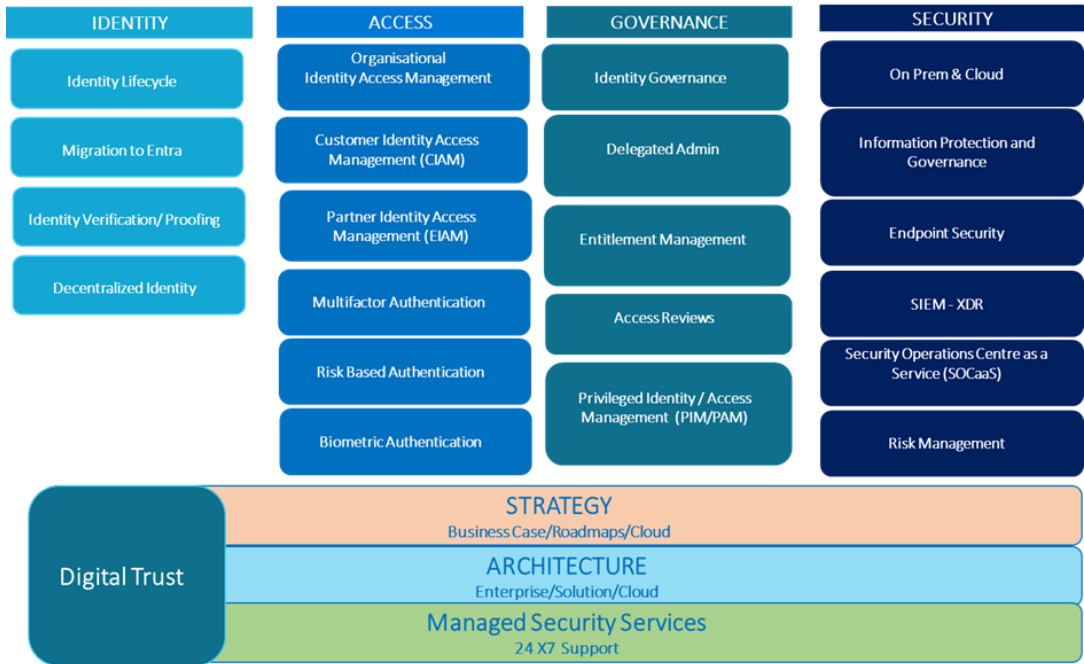 IDENTITY
Identity Lifecycle
Migration to Entra
Identity Verification/ Proofing
Decentralized Identity
ACCESS
Organisational
Identity Access Management
Customer Identity Access
Management (CIAM)
Partner Identity Access
Management (EIAM)
Multifactor Authentication
Risk Based Authentication
Biometric Authentication
GOVERNANCE
Identity Governance
Delegated Admin
Entitlement Management
Access Reviews
Privileged Identity / Access
Management (PIM/PAM)
SECURITY
On Prem & Cloud
Information Protection and
Governance
Endpoint Security
SIEM - XDR
Security Operations Centre as a
Service (SOCaaS)
Risk Management
Digital Trust
STRATEGY
Business Case/Roadmaps/Cloud
ARCHITECTURE
Enterprise/Solution/Cloud
Managed Security Services
24 X7 Support